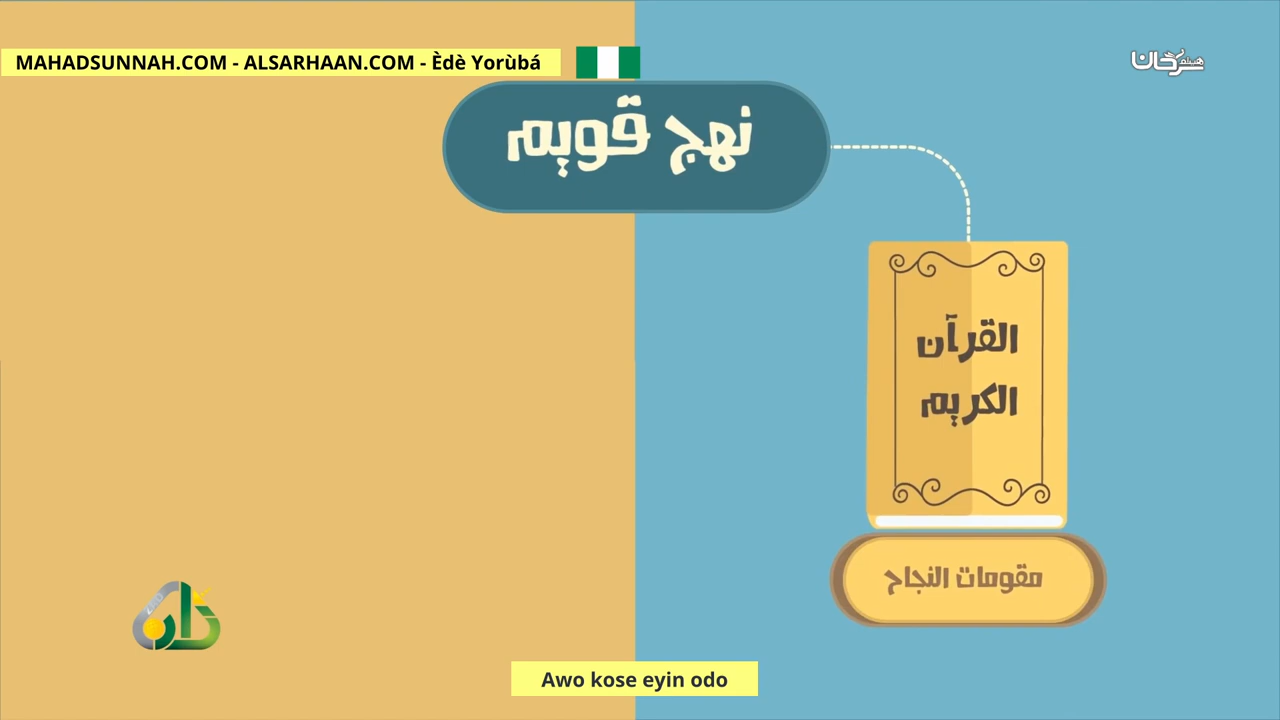 MAHADSUNNAH.COM - ALSARHAAN.COM - Èdè Yorùbá
نهج قويم
القرآن
الكريم
مقومات النجاح
Awo kose eyin odo